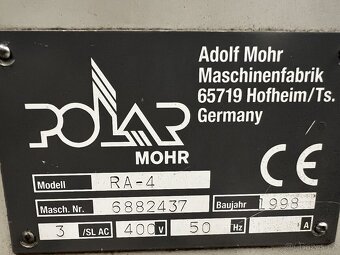 POLAR
MOHR
Adolf Mohr
Maschinenfabrik
65719 Hofheim/Ts.
Germany
CE
Modell RA-4
Masch. Nr. 6882437 Baujahr 1998
3 /SL AC 400 V 50 Hz A